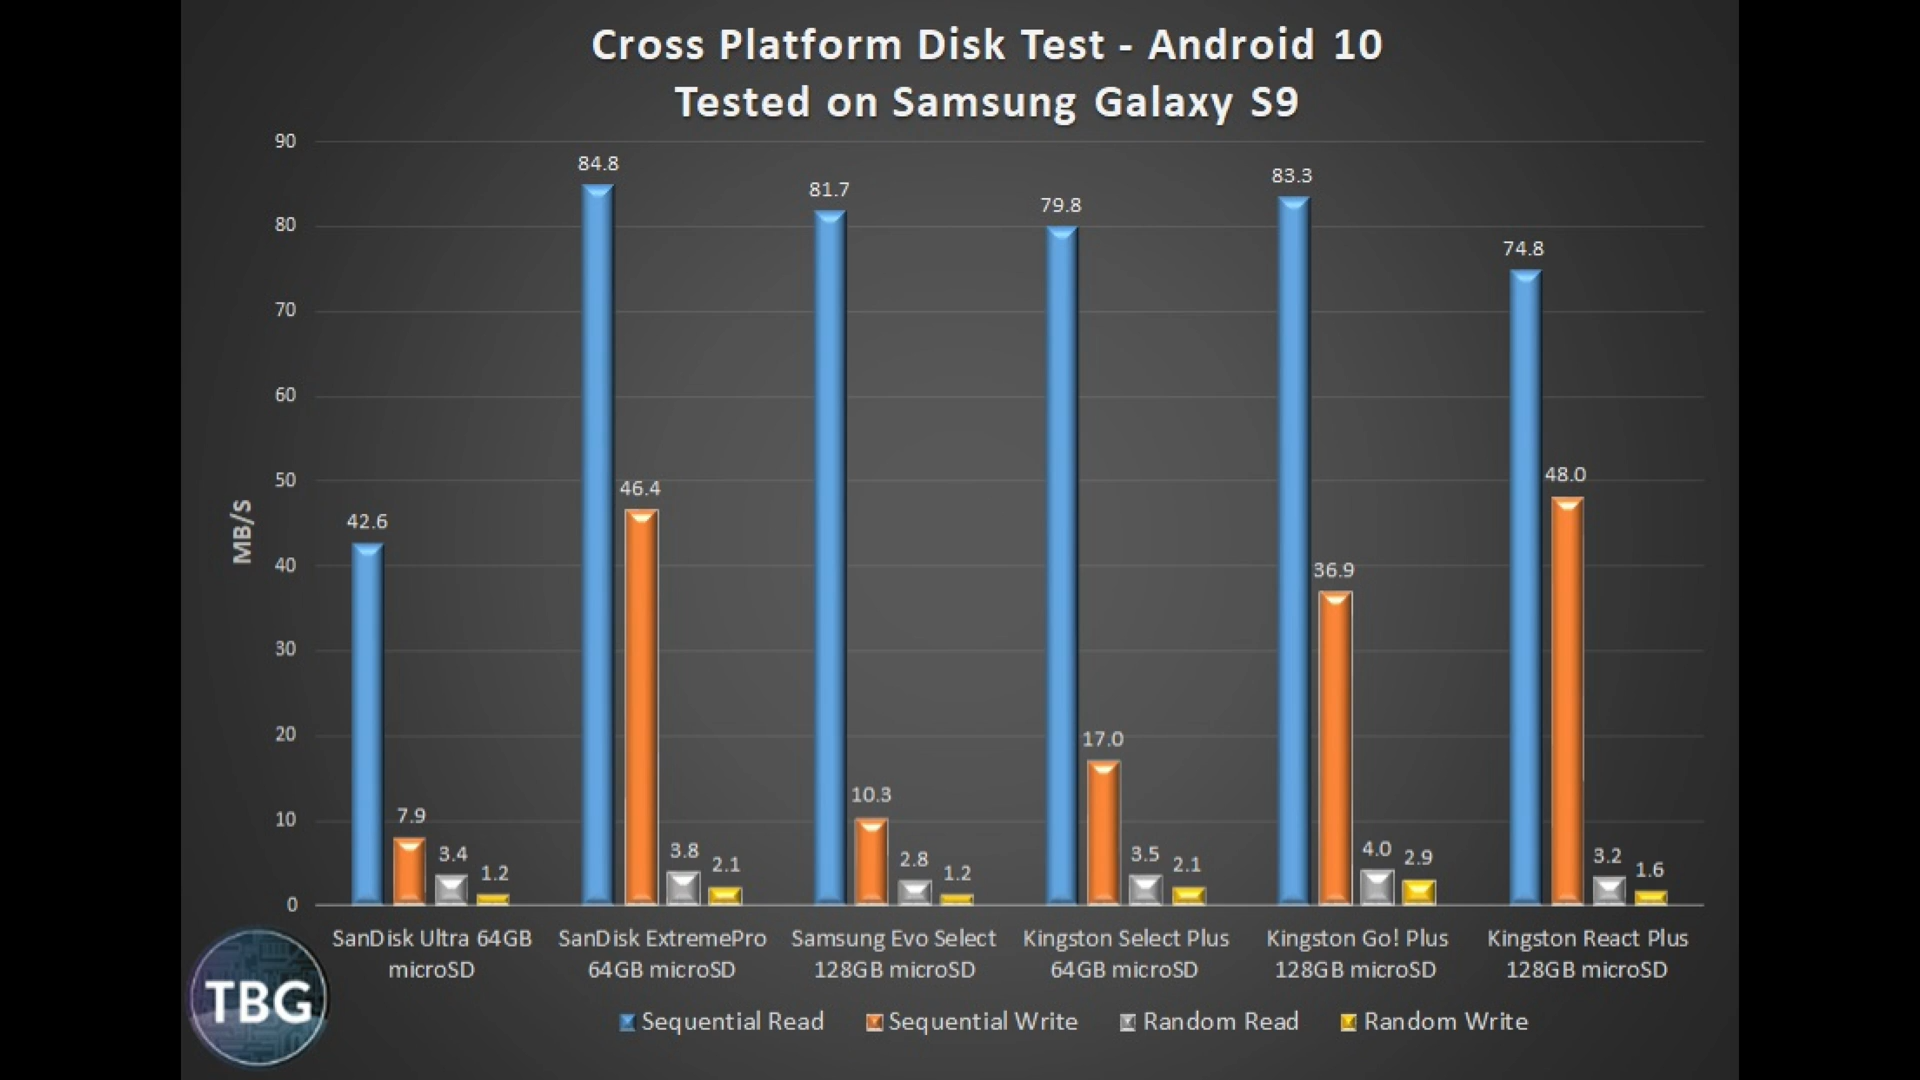 Cross Platform Disk Test - Android 10
Tested on Samsung Galaxy S9
90
80
70
60
50
40
30
20
10
0
MB/S
42.6
7.9
3.4
1.2
84.8
46.4
3.8
2.1
81.7
10.3
2.8
1.2
79.8
17.0
3.5
2.1
83.3
36.9
4.0
2.9
74.8
48.0
3.2
1.6
SanDisk Ultra 64GB
microSD
SanDisk ExtremePro
64GB microSD
Samsung Evo Select
128GB microSD
Kingston Select Plus
64GB microSD
Kingston Go! Plus
128GB microSD
Kingston React Plus
128GB microSD
Sequential Read
Sequential Write
Random Read
Random Write
TBG